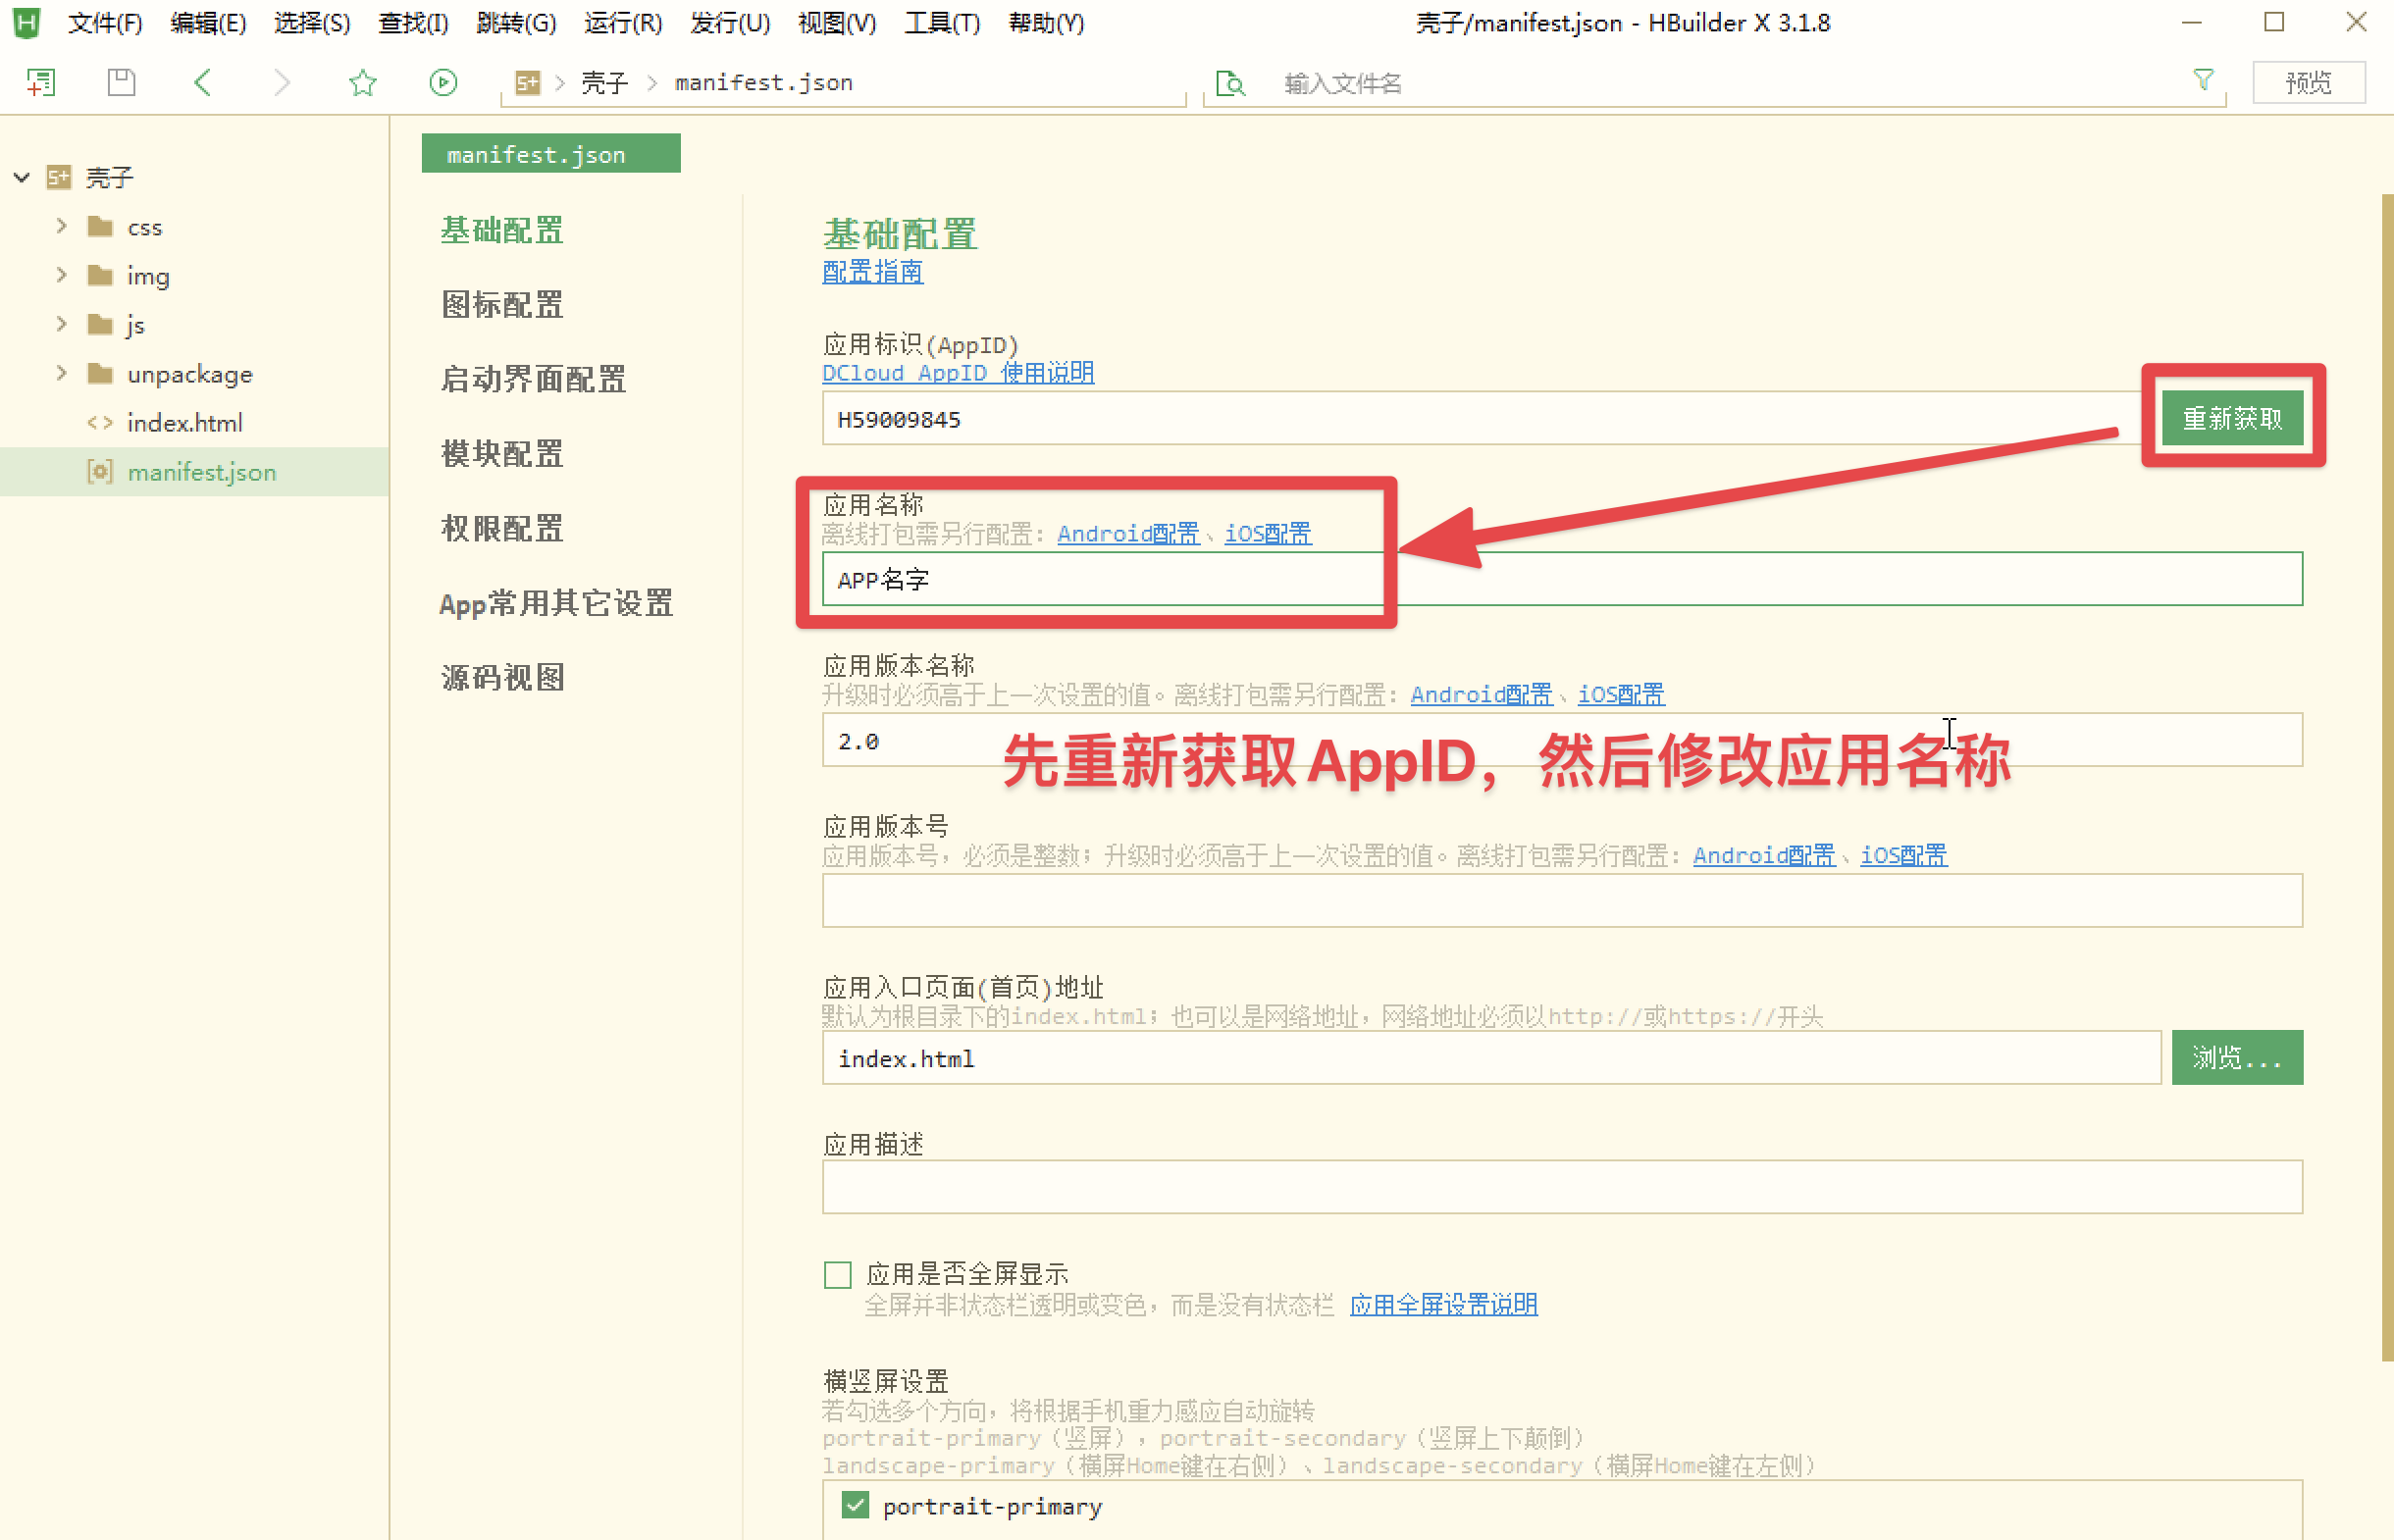 文件(F) 编辑(E) 选择(S) 查找(I) 跳转(G) 运行(R) 发行(U) 视图(V) 工具(T) 帮助(Y) 壳子/manifest.json - HBuilder X 3.1.8
壳子 manifest.json 输入文件名 预览
壳子
css
img
js
unpackage
index.html
manifest.json
manifest.json
基础配置
图标配置
启动界面配置
模块配置
权限配置
App常用其它设置
源码视图
基础配置
配置指南
应用标识(AppID)
DCloud AppID 使用说明
H59009845 重新获取
应用名称
离线打包需另行配置：Android配置、iOS配置
APP名字
应用版本名称
升级时必须高于上一次设置的值。离线打包需另行配置：Android配置、iOS配置
2.0
先重新获取AppID，然后修改应用名称
应用版本号
应用版本号，必须是整数；升级时必须高于上一次设置的值。离线打包需另行配置：Android配置、iOS配置
应用入口页面(首页)地址
默认为根目录下的index.html；也可以是网络地址，网络地址必须以http://或https://开头
index.html 浏览...
应用描述
应用是否全屏显示
全屏并非状态栏透明或变色，而是没有状态栏 应用全屏设置说明
横竖屏设置
若勾选多个方向，将根据手机重力感应自动旋转
portrait-primary（竖屏），portrait-secondary（竖屏上下颠倒）
landscape-primary（横屏Home键在右侧）、landscape-secondary（横屏Home键在左侧）
portrait-primary